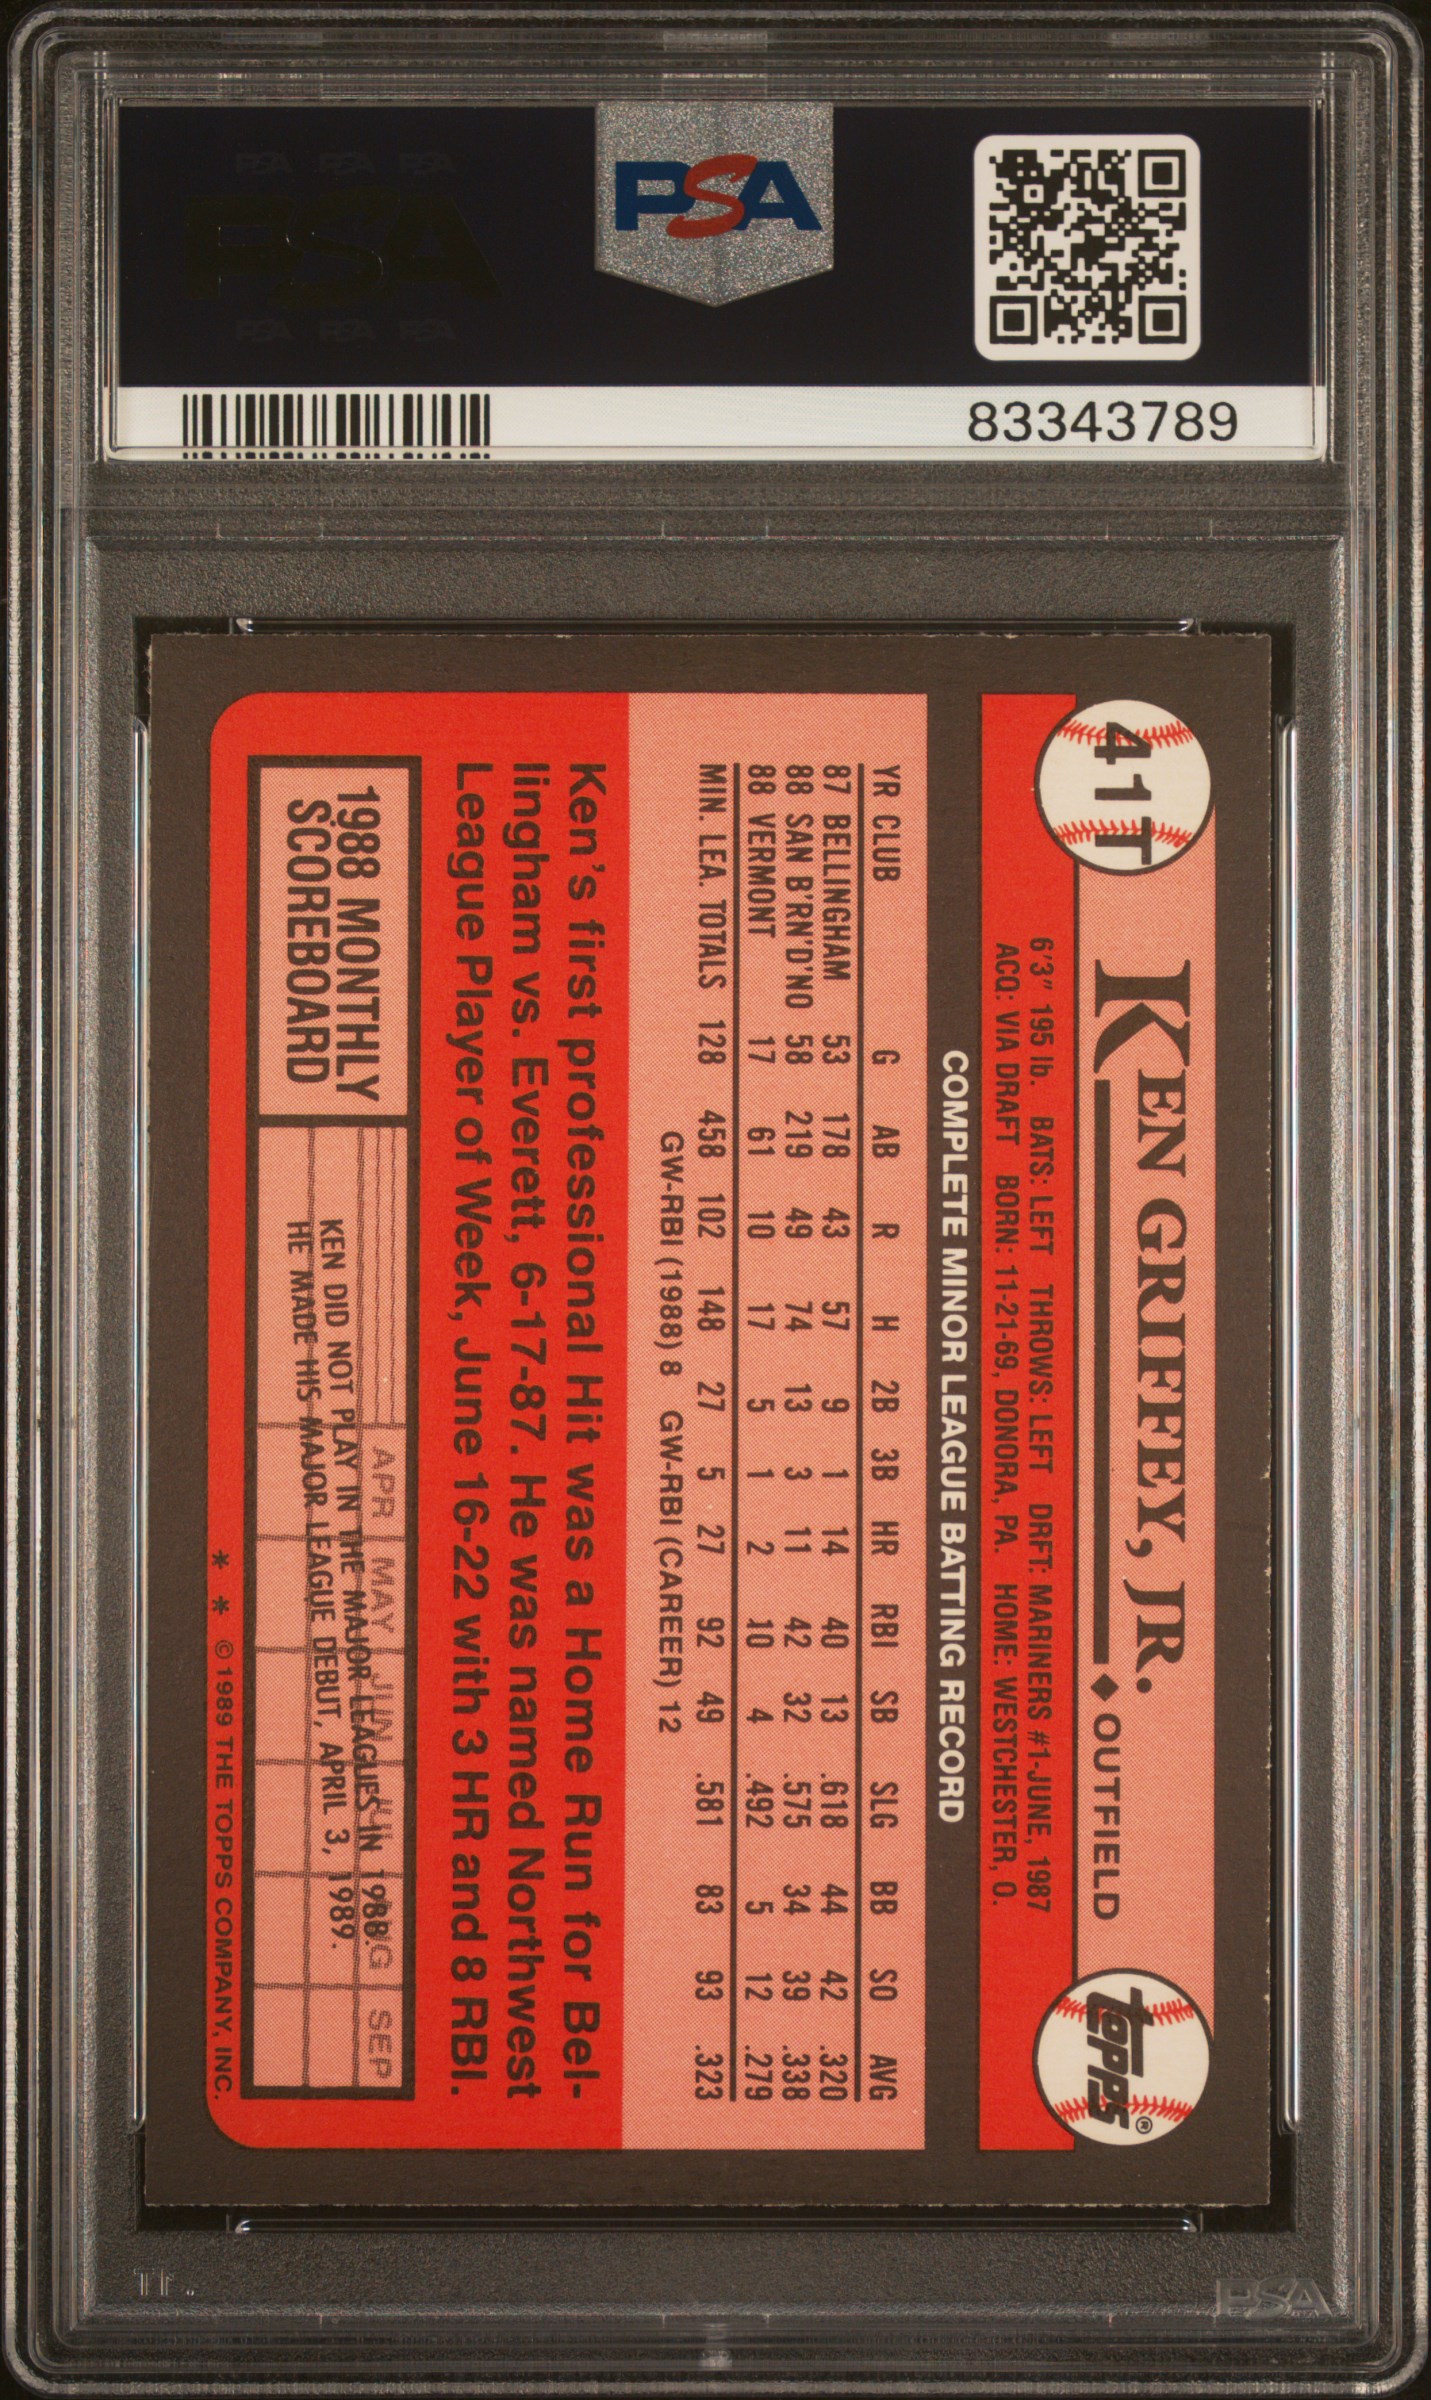 PSA PSA PSA
PSA
PSA PSA PSA
PSA
83343789
41T
KEN GRIFFEY, JR. ◆ OUTFIELD
TOPPS®
6'3" 195 lb. BATS: LEFT THROWS: LEFT DRFT: MARINERS #1-JUNE, 1987
ACQ: VIA DRAFT BORN: 11-21-69, DONORA, PA. HOME: WESTCHESTER, O.
COMPLETE MINOR LEAGUE BATTING RECORD
YR CLUB G AB R H 2B 3B HR RBI SB SLG BB SO AVG
87 BELLINGHAM 53 178 43 57 9 1 14 40 13 .618 44 42 .320
88 SAN B'RN'D'NO 58 219 49 74 13 3 11 42 32 .575 34 39 .338
88 VERMONT 17 61 10 17 5 1 2 10 4 .492 5 12 .279
MIN. LEA. TOTALS 128 458 102 148 27 5 27 92 49 .581 83 93 .323
GW-RBI (1988) 8 GW-RBI (CAREER) 12
Ken's first professional Hit was a Home Run for Bel-
lingham vs. Everett, 6-17-87. He was named Northwest
League Player of Week, June 16-22 with 3 HR and 8 RBI.
1988 MONTHLY
SCOREBOARD
APR MAY JUN JUL AUG SEP
KEN DID NOT PLAY IN THE MAJOR LEAGUES IN 1988.
HE MADE HIS MAJOR LEAGUE DEBUT, APRIL 3, 1989.
* * © 1989 THE TOPPS COMPANY, INC.
PSA